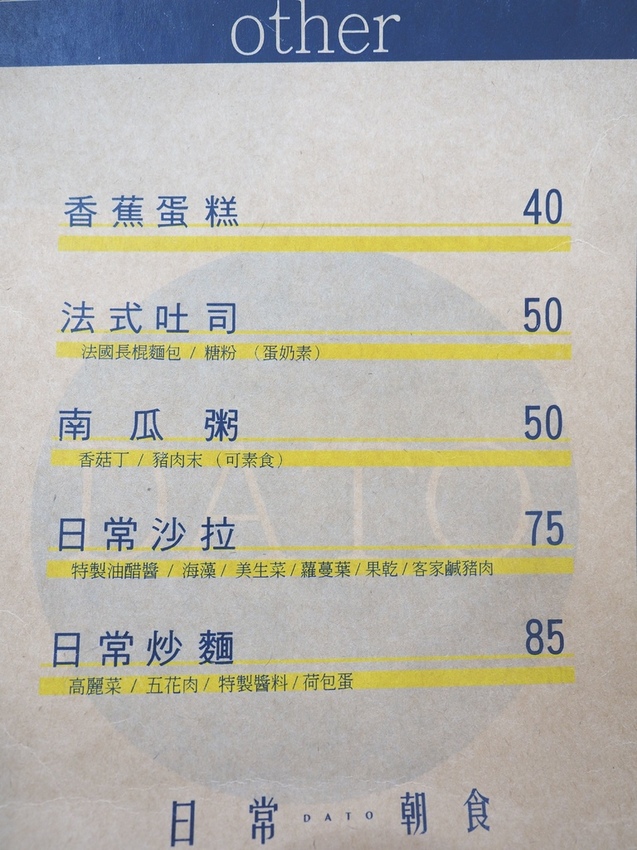 other
香蕉蛋糕 40
法式吐司 50
法國長棍麵包 / 糖粉 （蛋奶素）
南瓜粥 50
香菇丁 / 豬肉末 （可素食）
DATO
日常沙拉 75
特製油醋醬 / 海藻 / 美生菜 / 蘿蔓葉 / 果乾 / 客家鹹豬肉
日常炒麵 85
高麗菜 / 五花肉 / 特製醬料 / 荷包蛋
日常 DATO 朝食